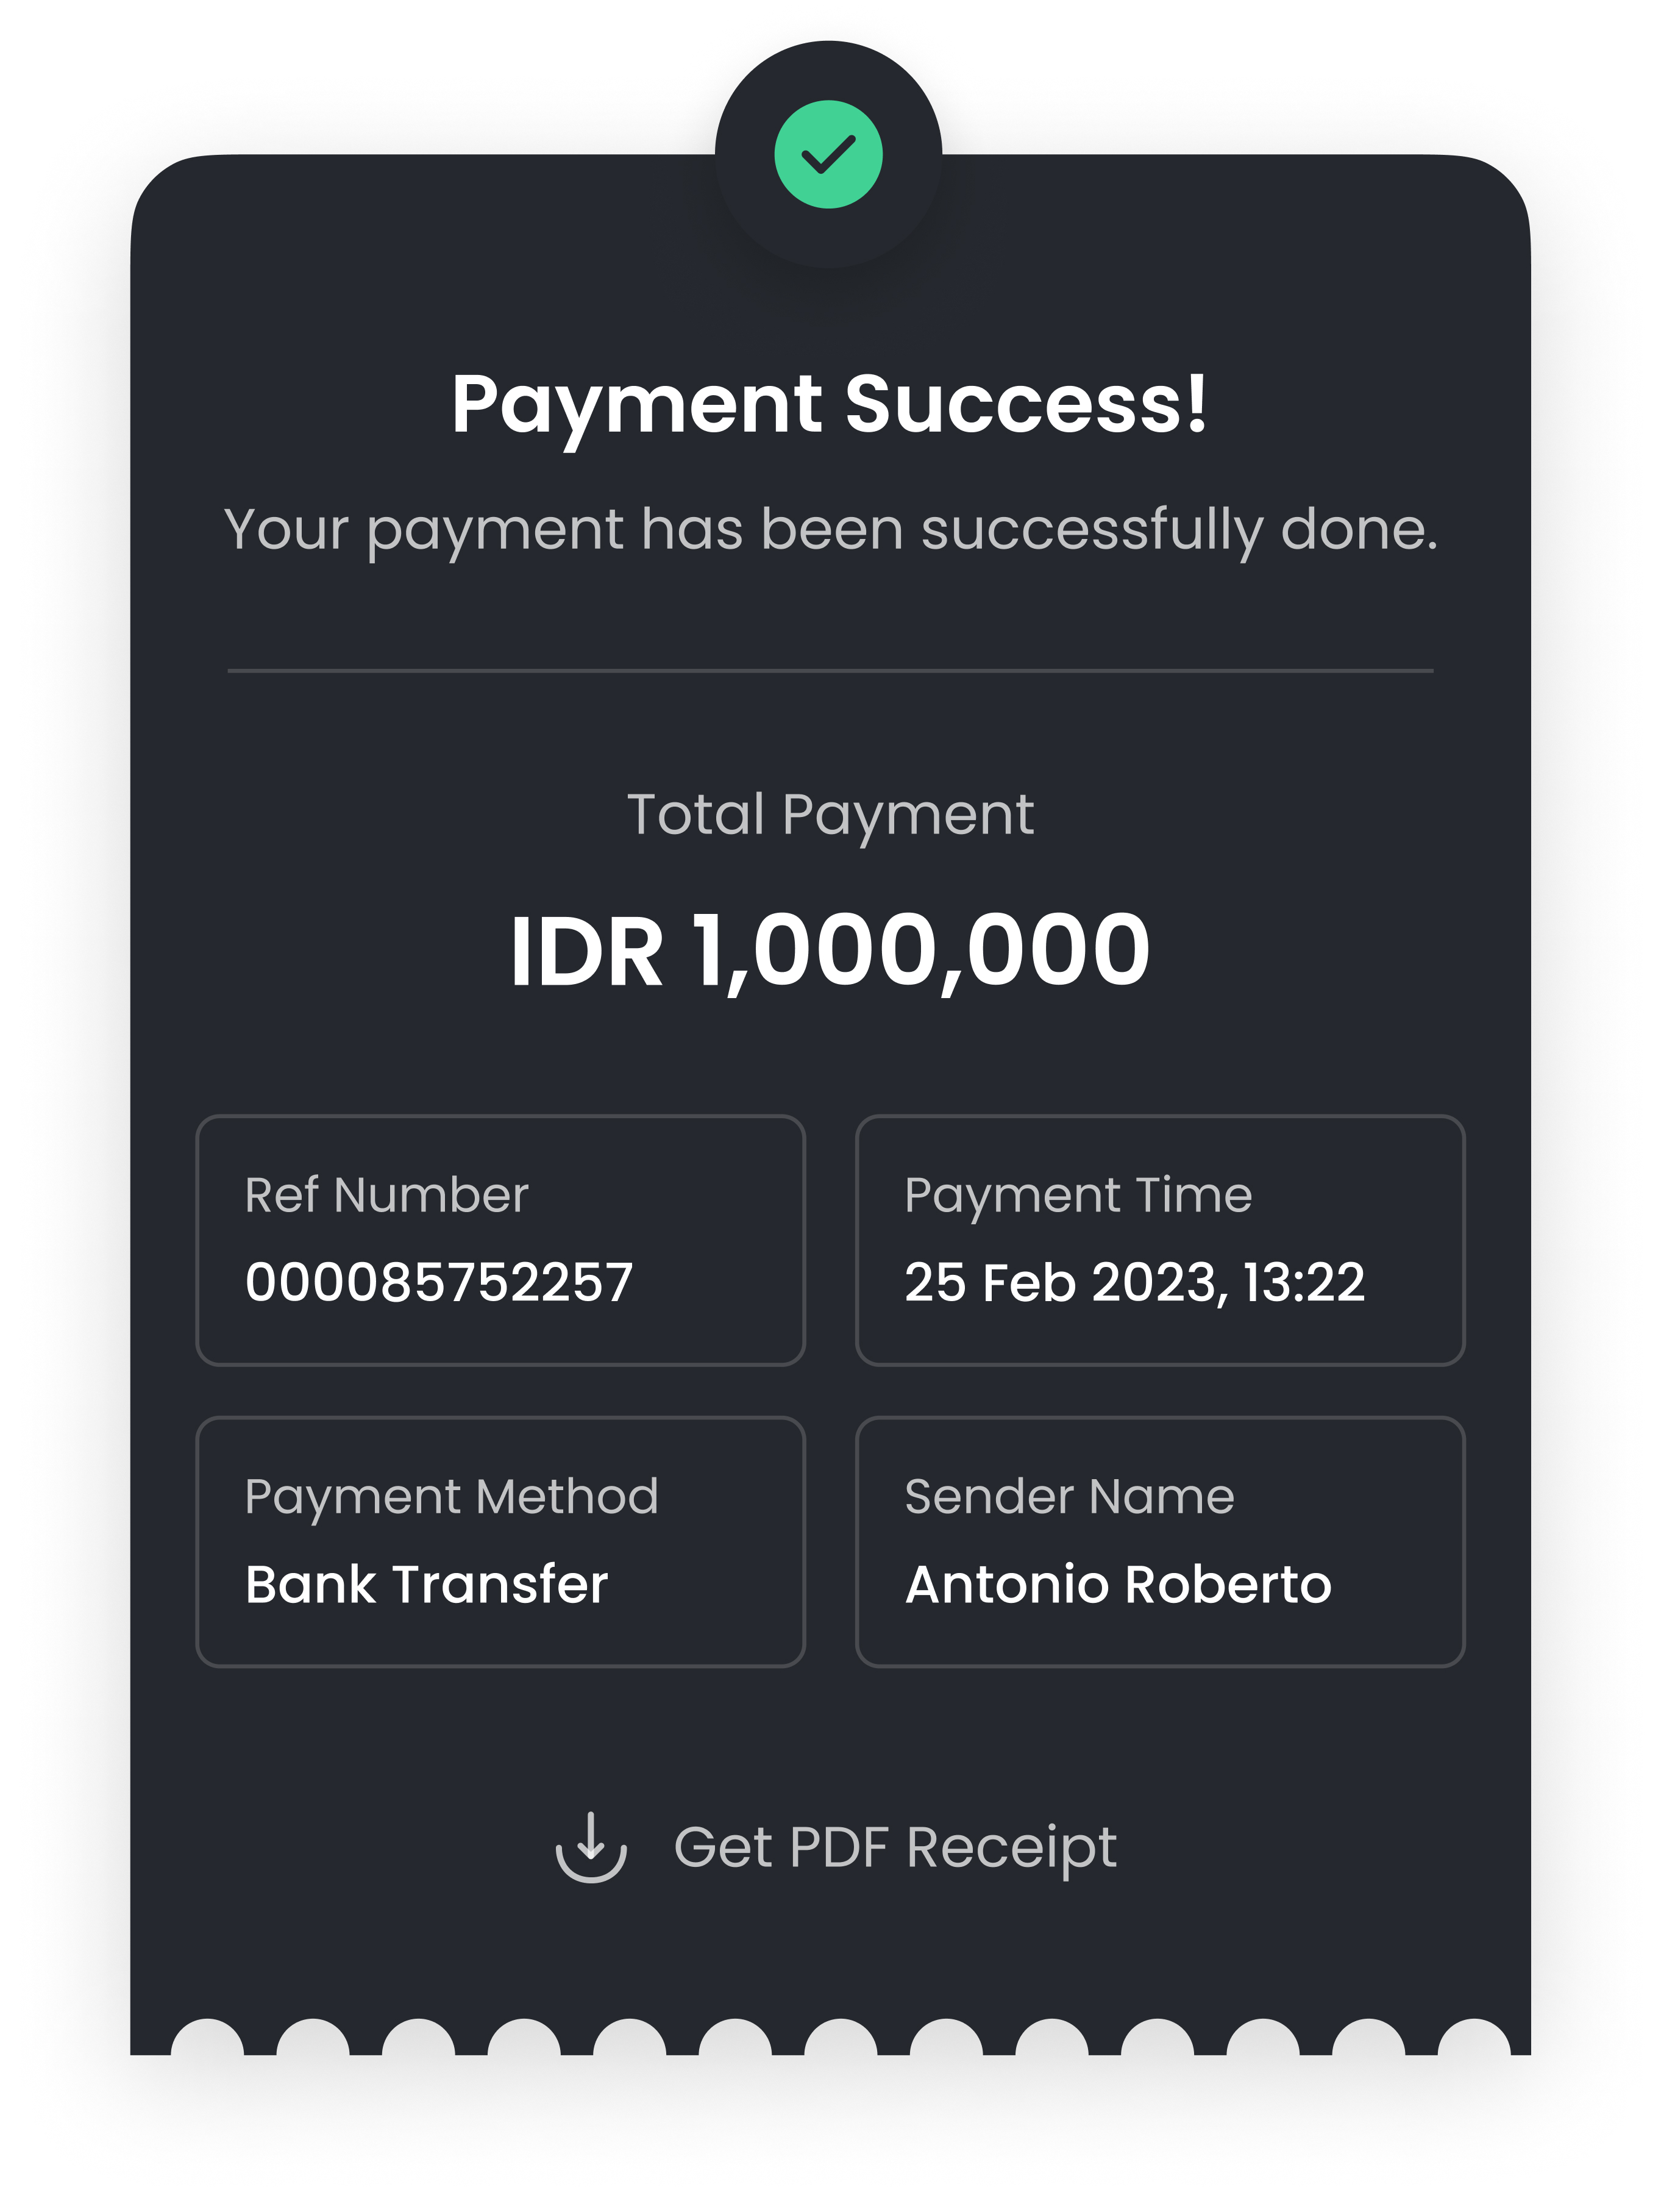 Payment Success!
Your payment has been successfully done.
Total Payment
IDR 1,000,000
Ref Number
000085752257
Payment Time
25 Feb 2023, 13:22
Payment Method
Bank Transfer
Sender Name
Antonio Roberto
Get PDF Receipt